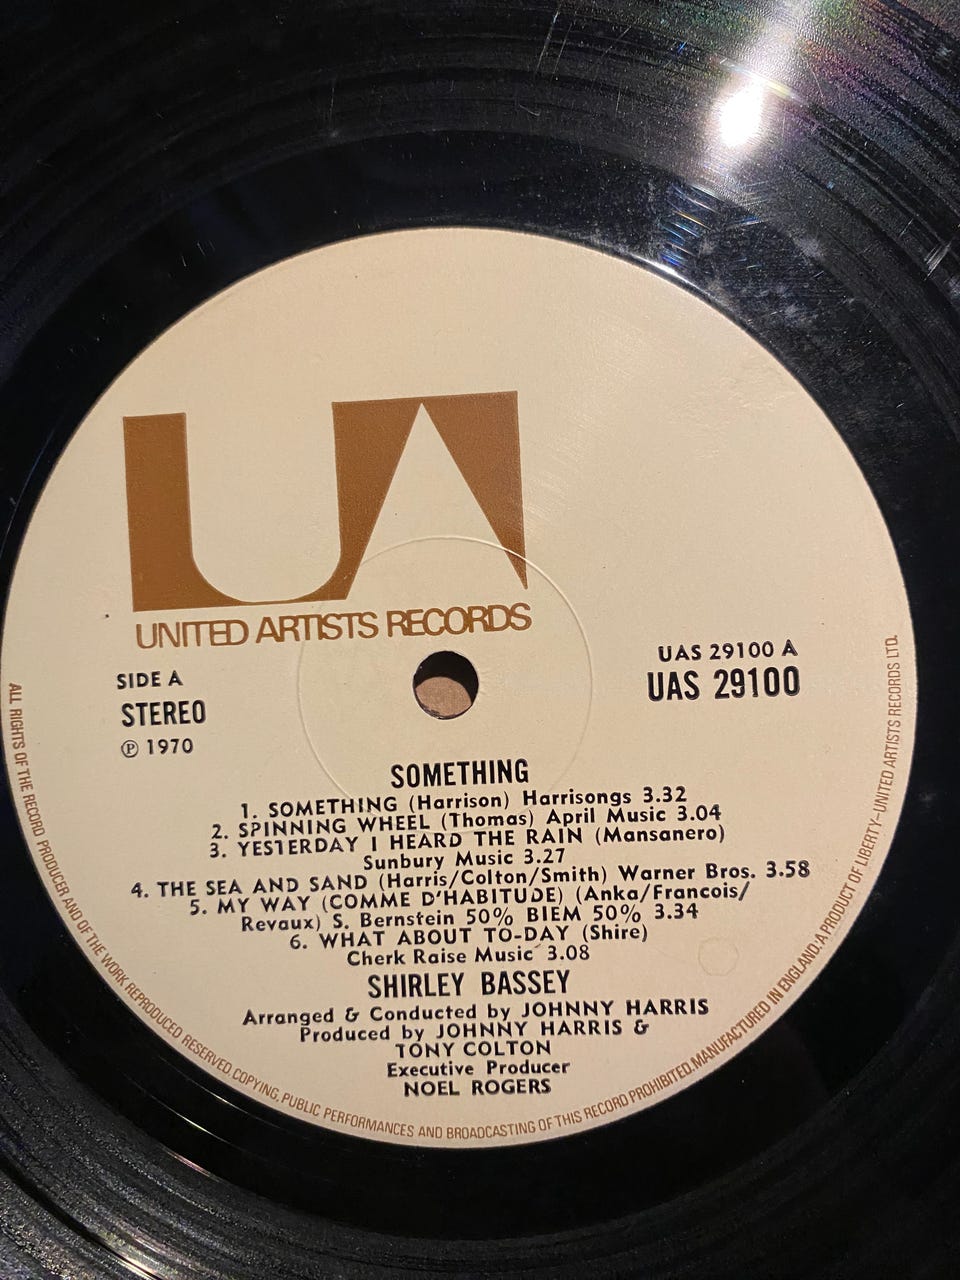 UA
UNITED ARTISTS RECORDS
SIDE A
STEREO
℗ 1970
UAS 29100 A
UAS 29100
SOMETHING
1. SOMETHING (Harrison) Harrisongs 3.32
2. SPINNING WHEEL (Thomas) April Music 3.04
3. YESTERDAY I HEARD THE RAIN (Mansanero)
Sunbury Music 3.27
4. THE SEA AND SAND (Harris/Colton/Smith) Warner Bros. 3.58
5. MY WAY (COMME D'HABITUDE) (Anka/Francois/
Revaux) S. Bernstein 50% BIEM 50% 3.34
6. WHAT ABOUT TO-DAY (Shire)
Cherk Raise Music 3.08
SHIRLEY BASSEY
Arranged & Conducted by JOHNNY HARRIS
Produced by JOHNNY HARRIS &
TONY COLTON
Executive Producer
NOEL ROGERS
ALL RIGHTS OF THE RECORD PRODUCER AND OF THE WORK REPRODUCED RESERVED. COPYING, PUBLIC PERFORMANCES AND BROADCASTING OF THIS RECORD PROHIBITED. MANUFACTURED IN ENGLAND. A PRODUCT OF LIBERTY–UNITED ARTISTS RECORDS LTD.